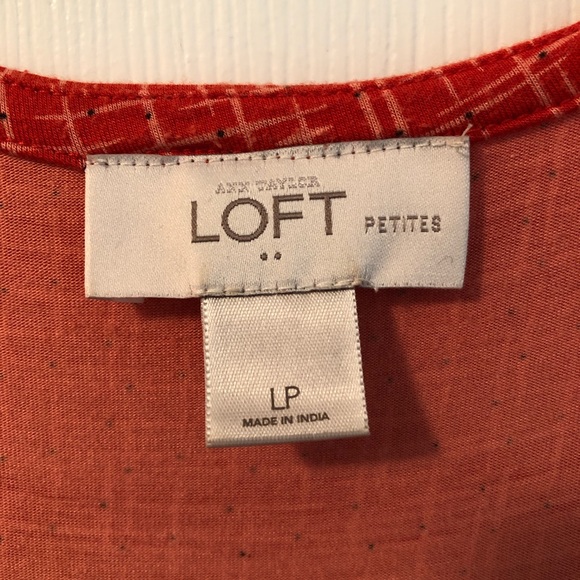 ANN TAYLOR
LOFT PETITES
LP
MADE IN INDIA